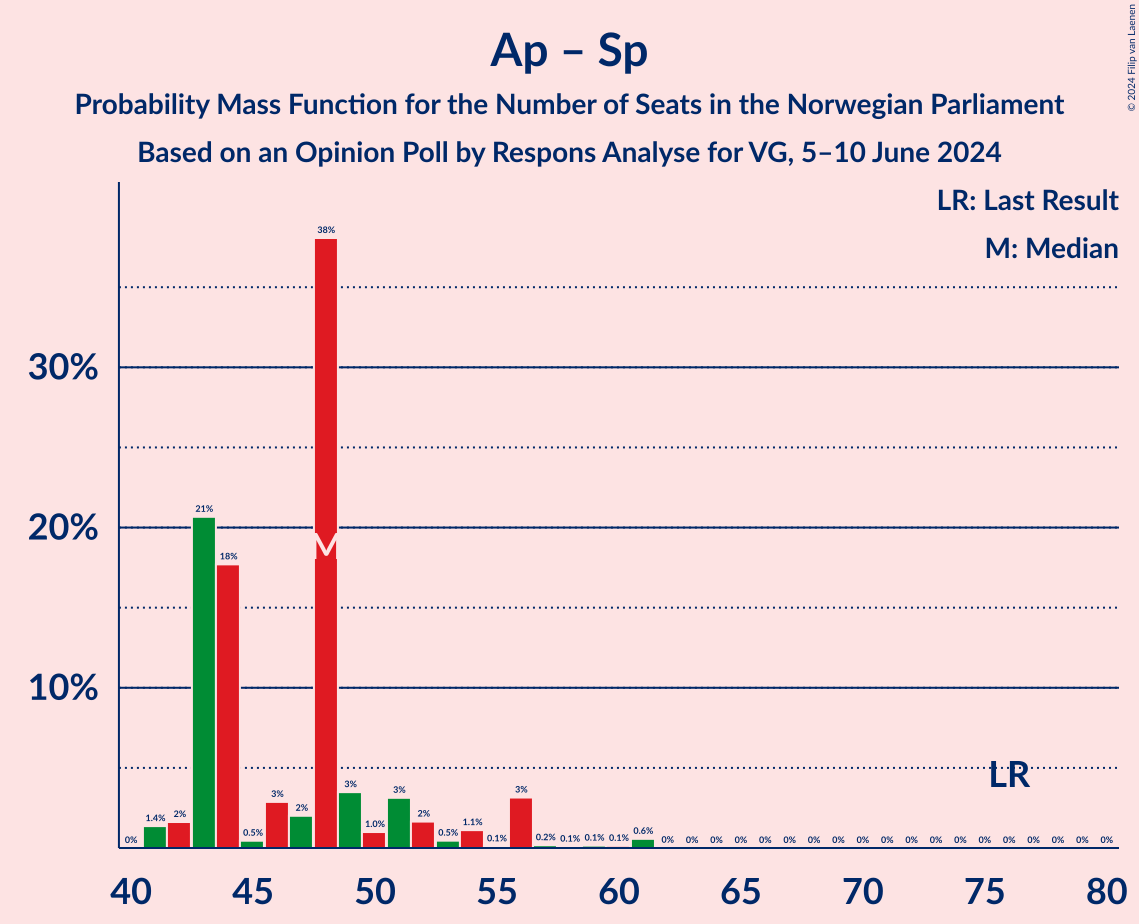 Ap – Sp
Probability Mass Function for the Number of Seats in the Norwegian Parliament
Based on an Opinion Poll by Respons Analyse for VG, 5–10 June 2024
© 2024 Filip van Laenen
LR: Last Result
M: Median
30%
20%
10%
0% 1.4% 2% 21% 18% 0.5% 3% 2% 38% 3% 1.0% 3% 2% 0.5% 1.1% 0.1% 3% 0.2% 0.1% 0.1% 0.1% 0.6% 0% 0% 0% 0% 0% 0% 0% 0% 0% 0% 0% 0% 0% 0% 0% 0% 0% 0% 0%
M
LR
40 45 50 55 60 65 70 75 80